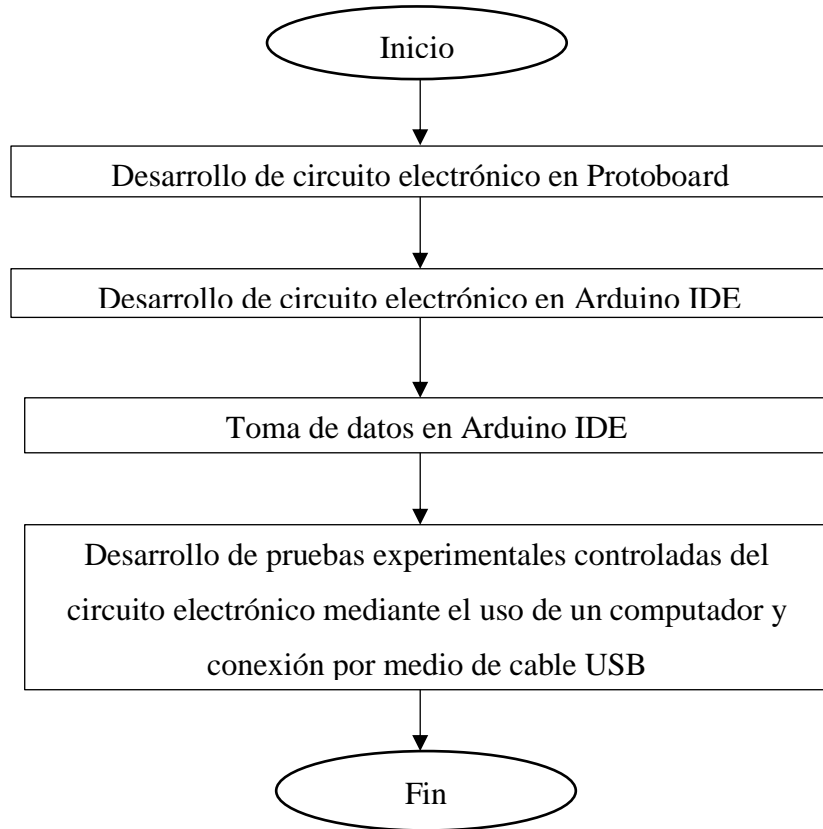 Inicio
Desarrollo de circuito electrónico en Protoboard
Desarrollo de circuito electrónico en Arduino IDE
Toma de datos en Arduino IDE
Desarrollo de pruebas experimentales controladas del
circuito electrónico mediante el uso de un computador y
conexión por medio de cable USB
Fin